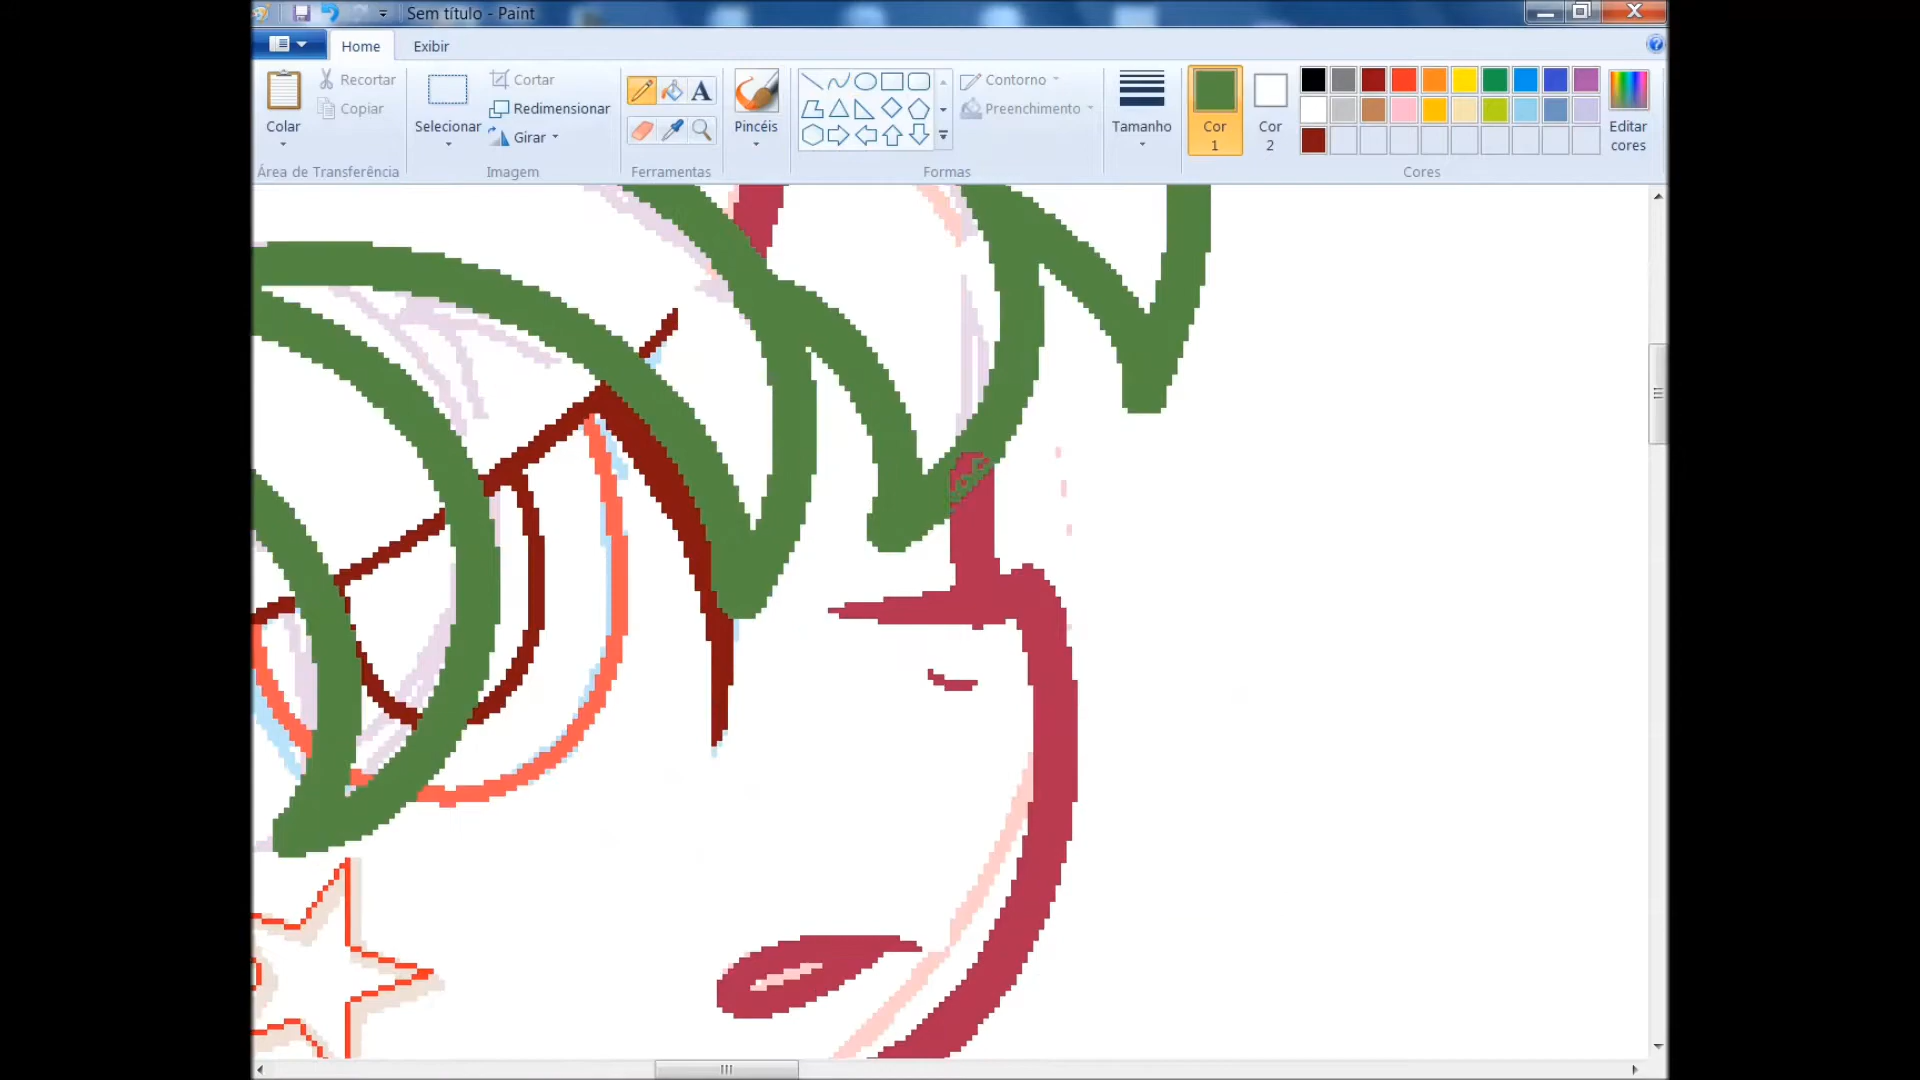 Sem título - Paint
Home
Exibir
Colar
Recortar
Copiar
Área de Transferência
Selecionar
Cortar
Redimensionar
Girar
Imagem
A
Ferramentas
Pincéis
Contorno
Preenchimento
Formas
Tamanho
Cor
1
Cor
2
Cores
Editar
cores